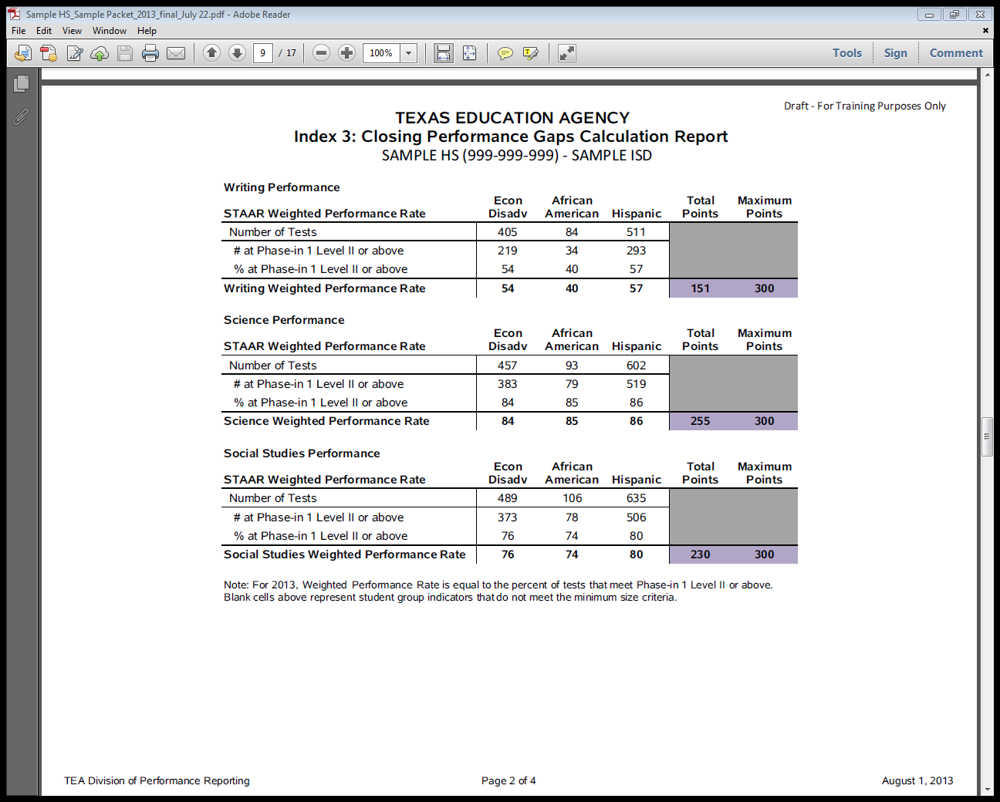 Sample HS_Sample Packet_2013_final_July 22.pdf - Adobe Reader
File Edit View Window Help
9 / 17 100% Tools Sign Comment
Draft - For Training Purposes Only
TEXAS EDUCATION AGENCY
Index 3: Closing Performance Gaps Calculation Report
SAMPLE HS (999-999-999) - SAMPLE ISD
Writing Performance
Econ African Total Maximum
STAAR Weighted Performance Rate Disadv American Hispanic Points Points
Number of Tests 405 84 511
# at Phase-in 1 Level II or above 219 34 293
% at Phase-in 1 Level II or above 54 40 57
Writing Weighted Performance Rate 54 40 57 151 300
Science Performance
Econ African Total Maximum
STAAR Weighted Performance Rate Disadv American Hispanic Points Points
Number of Tests 457 93 602
# at Phase-in 1 Level II or above 383 79 519
% at Phase-in 1 Level II or above 84 85 86
Science Weighted Performance Rate 84 85 86 255 300
Social Studies Performance
Econ African Total Maximum
STAAR Weighted Performance Rate Disadv American Hispanic Points Points
Number of Tests 489 106 635
# at Phase-in 1 Level II or above 373 78 506
% at Phase-in 1 Level II or above 76 74 80
Social Studies Weighted Performance Rate 76 74 80 230 300
Note: For 2013, Weighted Performance Rate is equal to the percent of tests that meet Phase-in 1 Level II or above.
Blank cells above represent student group indicators that do not meet the minimum size criteria.
TEA Division of Performance Reporting Page 2 of 4 August 1, 2013